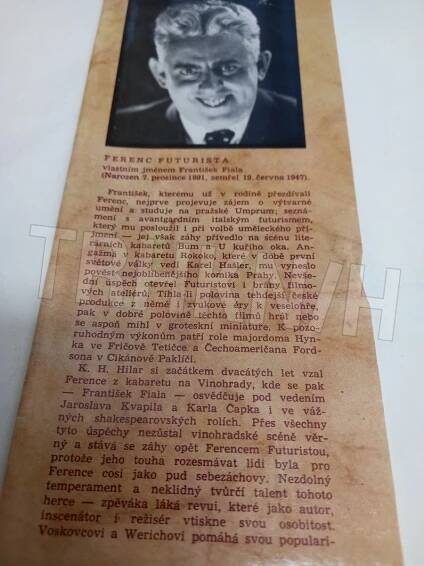 FERENC FUTURISTA
vlastním jménem František Fiala
(Narozen 7. prosince 1891, semřel 19. června 1947).
František, kterému už v rodině přezdívali
Ferenc, nejprve projevuje zájem o výtvarné
umění a studuje na pražské Umprum; sezná-
mení s avantgardním italským futurismem,
který mu posloužil i při volbě uměleckého pří-
jmení — jej však záhy přivedlo na scénu lite-
rárních kabaretů Bum a U kuřího oka. An-
gažmá v kabaretu Rokoko, které v době první
světové války vedl Karel Hašler, mu vyneslo
pověst nejoblíbenějšího komika Prahy. Nevše-
dní úspěch otevřel Futuristovi i brány filmo-
vých ateliérů. Tíhla-li polovina tehdejší české
produkce z němé i zvukové éry k veselohře,
pak v dobré polovině těchto filmů hrál nebo
se aspoň mihl v groteskní miniatuře. K pozo-
ruhodným výkonům patří role majordoma Hyn-
ka ve Fričově Tetičce a Čechoameričana Ford-
sona v Cikánově Pakliči.
K. H. Hilar si začátkem dvacátých let vzal
Ference z kabaretu na Vinohrady, kde se pak
— František Fiala — osvědčuje pod vedením
Jaroslava Kvapila a Karla Čapka i ve váž-
ných shakespearovských rolích. Přes všechny
tyto úspěchy nezůstal vinohradské scéně věr-
ný a stává se záhy opět Ferencem Futuristou,
protože jeho touha rozesmávat lidi byla pro
Ference cosi jako pud sebezáchovy. Nezdolný
temperament a neklidný tvůrčí talent tohoto
herce — zpěváka láká revui, které jako autor,
inscenátor i režisér vtiskne svou osobitost.
Voskovcovi a Werichovi pomáhá svou populari-